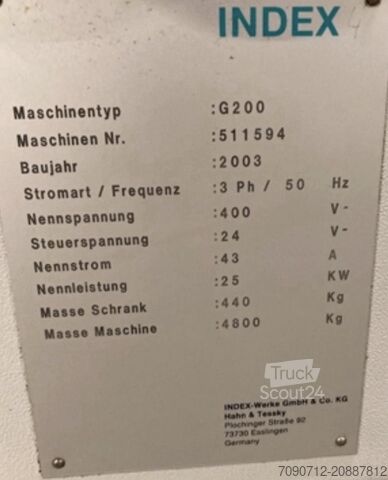 INDEX
Maschinentyp :G200
Maschinen Nr. :511594
Baujahr :2003
Stromart / Frequenz :3 Ph / 50 Hz
Nennspannung :400 V~
Steuerspannung :24 V-
Nennstrom :43 A
Nennleistung :25 KW
Masse Schrank :440 Kg
Masse Maschine :4800 Kg
Truck
Scout24
INDEX-Werke GmbH & Co. KG
Hahn & Tessky
Plochinger Straße 92
73730 Esslingen
Germany
7090712-20887812